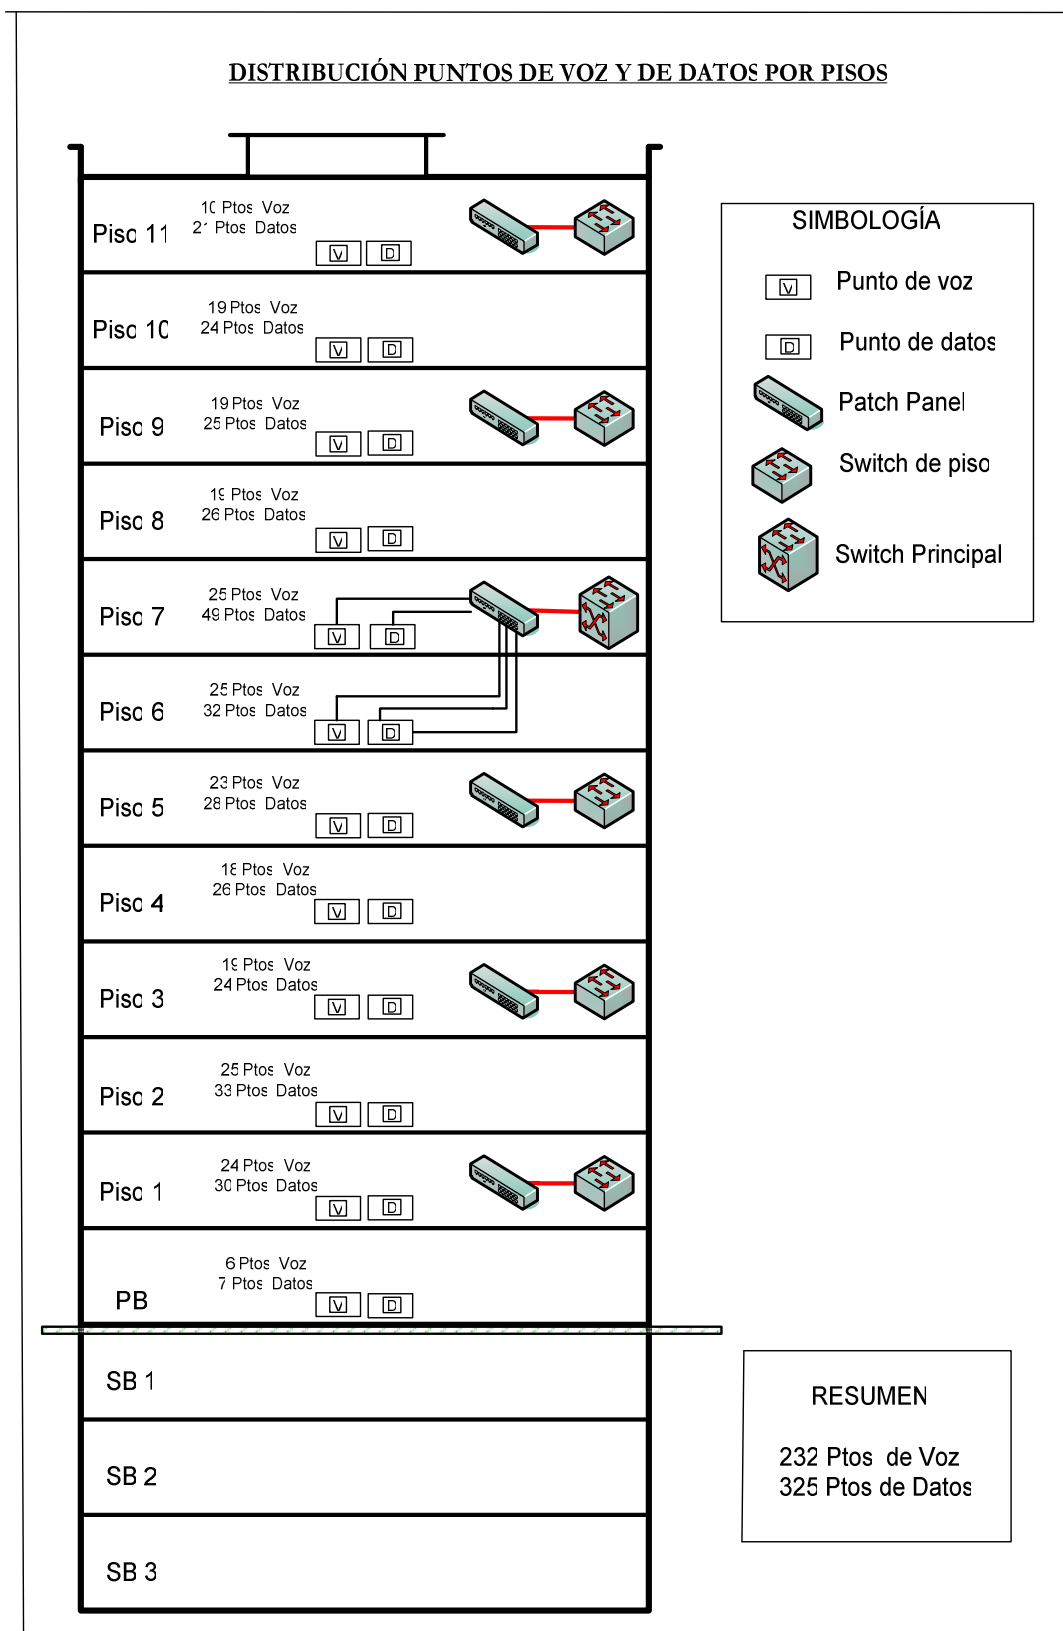 DISTRIBUCIÓN PUNTOS DE VOZ Y DE DATOS POR PISOS
Piso 11
10 Ptos Voz
21 Ptos Datos
V D
Piso 10
19 Ptos Voz
24 Ptos Datos
V D
Piso 9
19 Ptos Voz
25 Ptos Datos
V D
Piso 8
19 Ptos Voz
26 Ptos Datos
V D
Piso 7
25 Ptos Voz
49 Ptos Datos
V D
Piso 6
25 Ptos Voz
32 Ptos Datos
V D
Piso 5
23 Ptos Voz
28 Ptos Datos
V D
Piso 4
18 Ptos Voz
26 Ptos Datos
V D
Piso 3
19 Ptos Voz
24 Ptos Datos
V D
Piso 2
25 Ptos Voz
33 Ptos Datos
V D
Piso 1
24 Ptos Voz
30 Ptos Datos
V D
PB
6 Ptos Voz
7 Ptos Datos
V D
SB 1
SB 2
SB 3
SIMBOLOGÍA
V Punto de voz
D Punto de datos
Patch Panel
Switch de piso
Switch Principal
RESUMEN
232 Ptos de Voz
325 Ptos de Datos